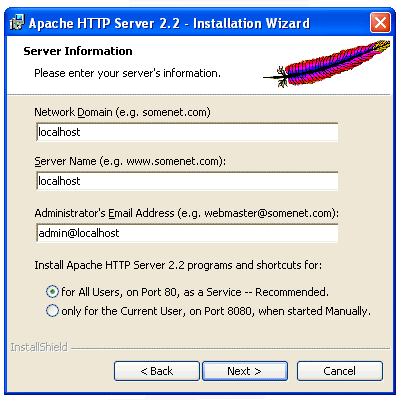 Apache HTTP Server 2.2 - Installation Wizard
Server Information
Please enter your server's information.
Network Domain (e.g. somenet.com)
localhost
Server Name (e.g. www.somenet.com):
localhost
Administrator's Email Address (e.g. webmaster@somenet.com):
admin@localhost
Install Apache HTTP Server 2.2 programs and shortcuts for:
for All Users, on Port 80, as a Service -- Recommended.
only for the Current User, on Port 8080, when started Manually.
InstallShield
< Back
Next >
Cancel